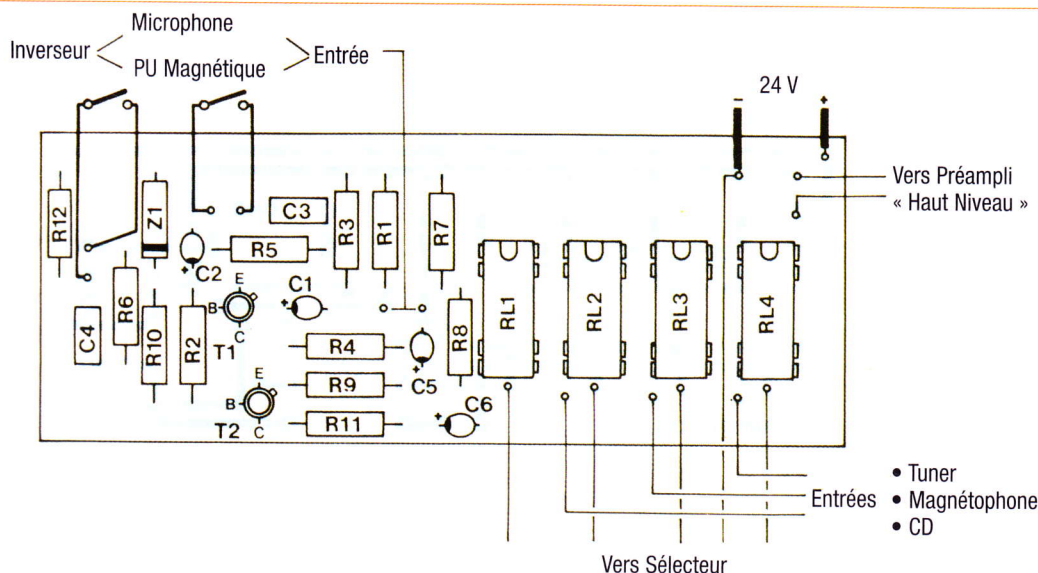 Microphone
Inverseur
PU Magnétique
Entrée
24 V
- +
Vers Préampli
« Haut Niveau »
R12
Z1
C3
R3
R1
R7
R5
+ C2
RL1
RL2
RL3
RL4
C4
R6
R10
R2
E
B
C
T1
C1
+
R4
R8
+
C5
R9
E
B
C
T2
R11
C6
+
Entrées
• Tuner
• Magnétophone
• CD
Vers Sélecteur